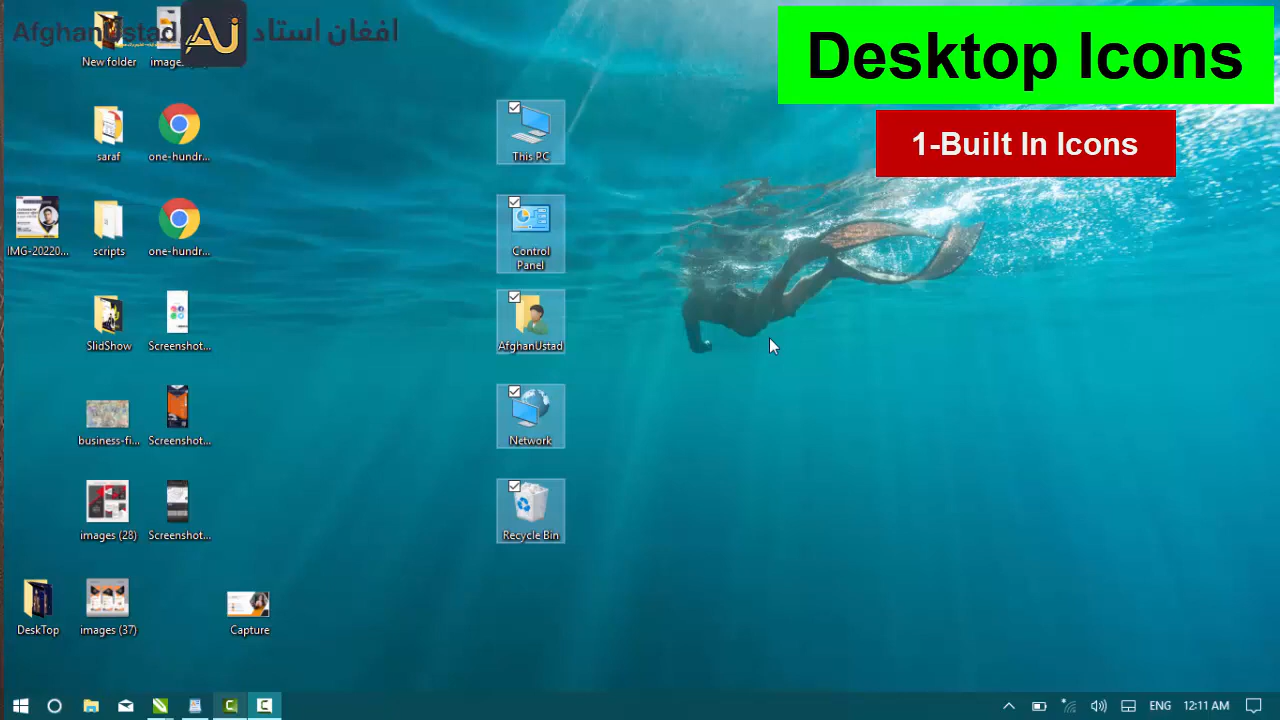 AfghanUstad
افغان استاد
Desktop Icons
1-Built In Icons
New folder
saraf
one-hundr...
This PC
IMG-20220...
scripts
one-hundr...
Control
Panel
SlidShow
Screenshot...
AfghanUstad
business-fi...
Screenshot...
Network
images (28)
Screenshot...
Recycle Bin
DeskTop
images (37)
Capture
ENG
12:11 AM